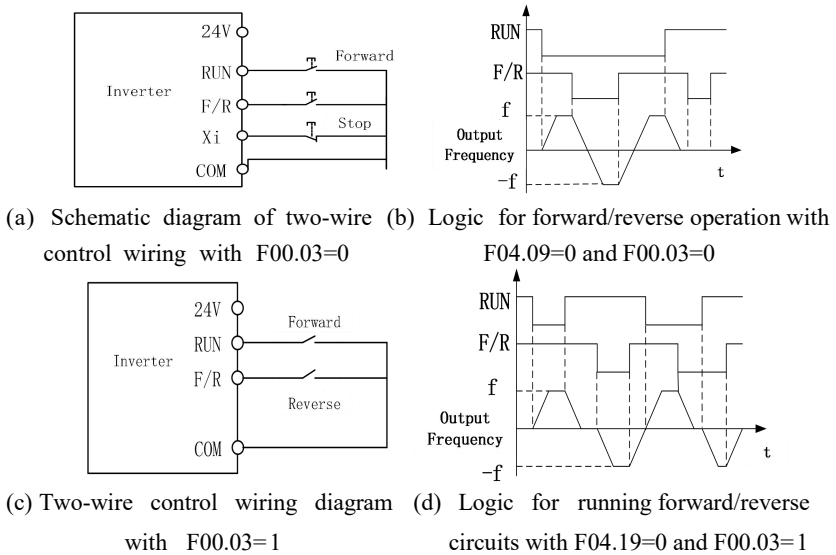 24V
RUN
F/R
Xi
COM
Inverter
Forward
Stop
RUN
F/R
f
Output
Frequency
-f
t
(a) Schematic diagram of two-wire
control wiring with F00.03=0
(b) Logic for forward/reverse operation with
F04.09=0 and F00.03=0
24V
RUN
F/R
COM
Inverter
Forward
Reverse
RUN
F/R
f
Output
Frequency
-f
t
(c) Two-wire control wiring diagram
with F00.03=1
(d) Logic for running forward/reverse
circuits with F04.19=0 and F00.03=1